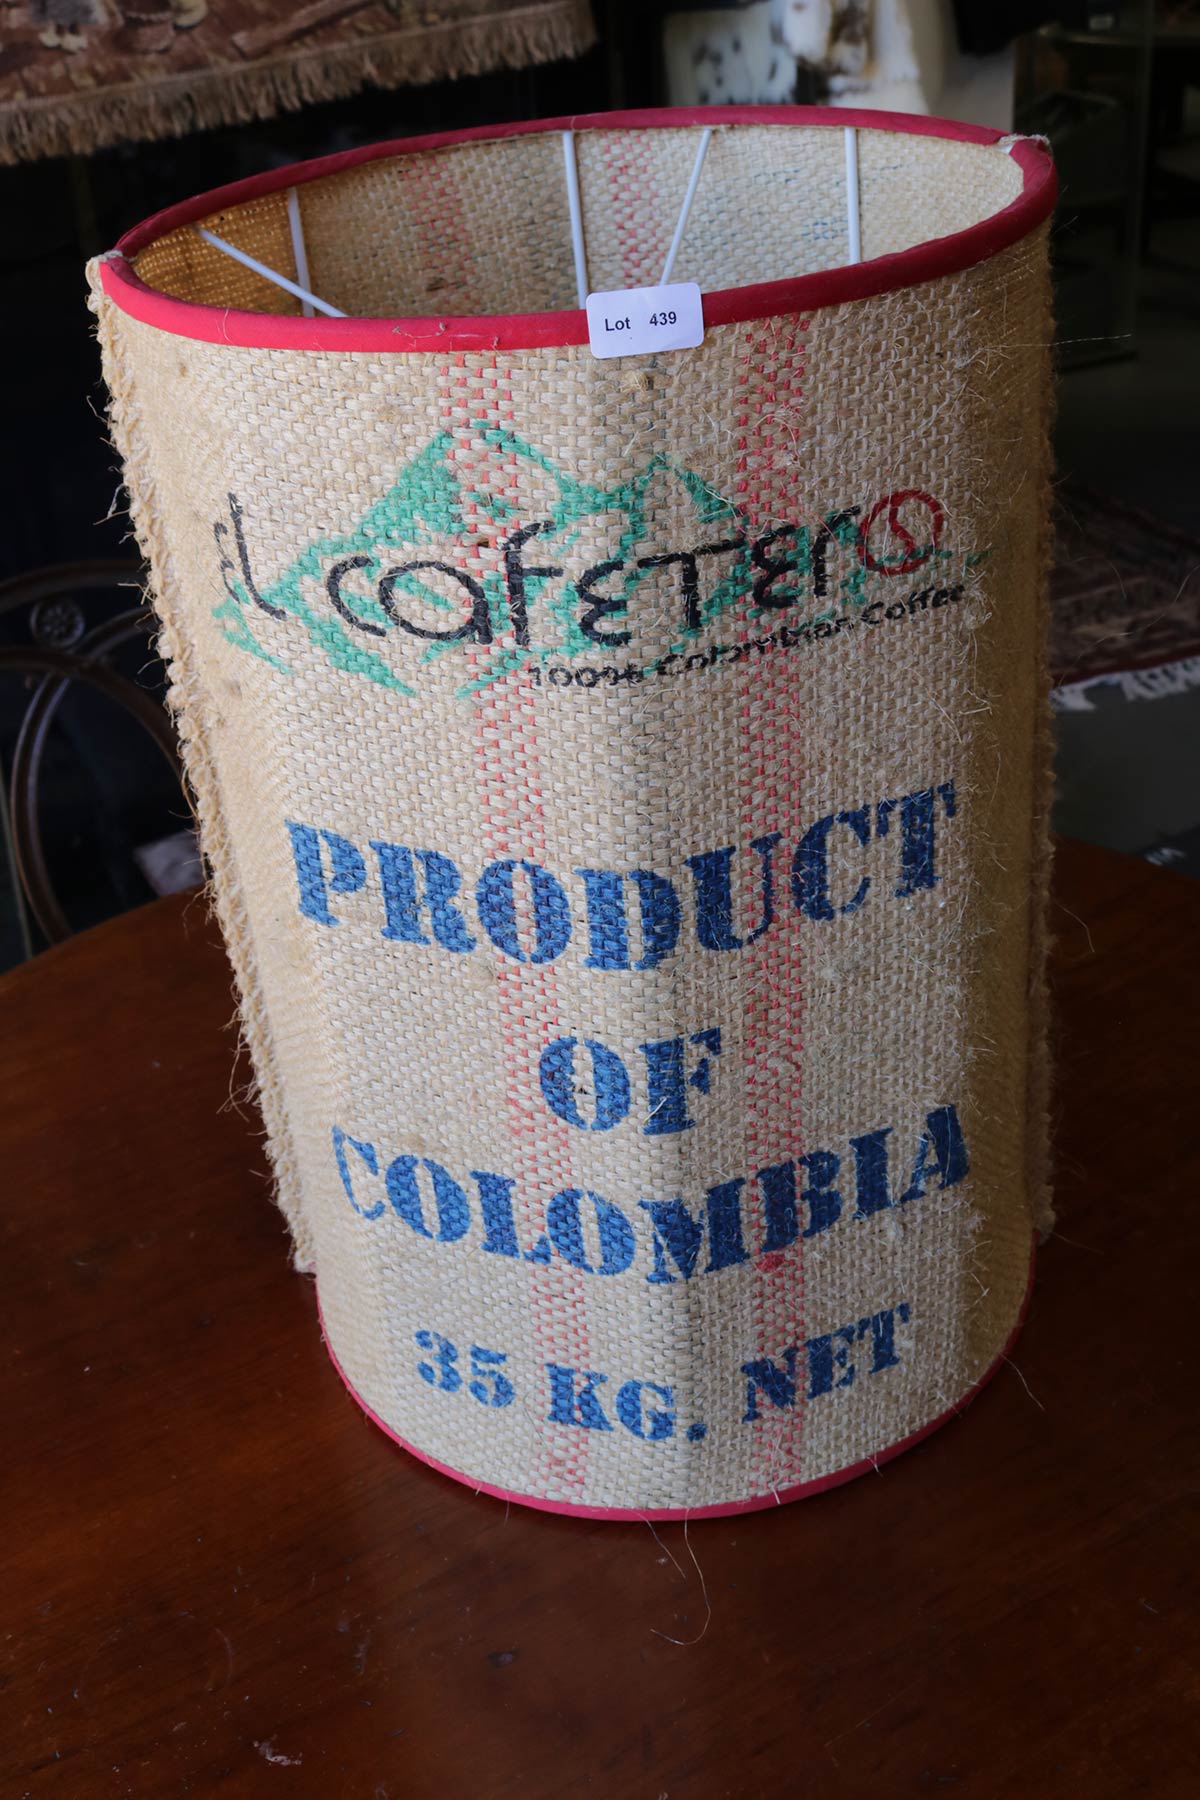 Lot 439
el cafetero
100% Colombian Coffee
PRODUCT
OF
COLOMBIA
35 KG. NET